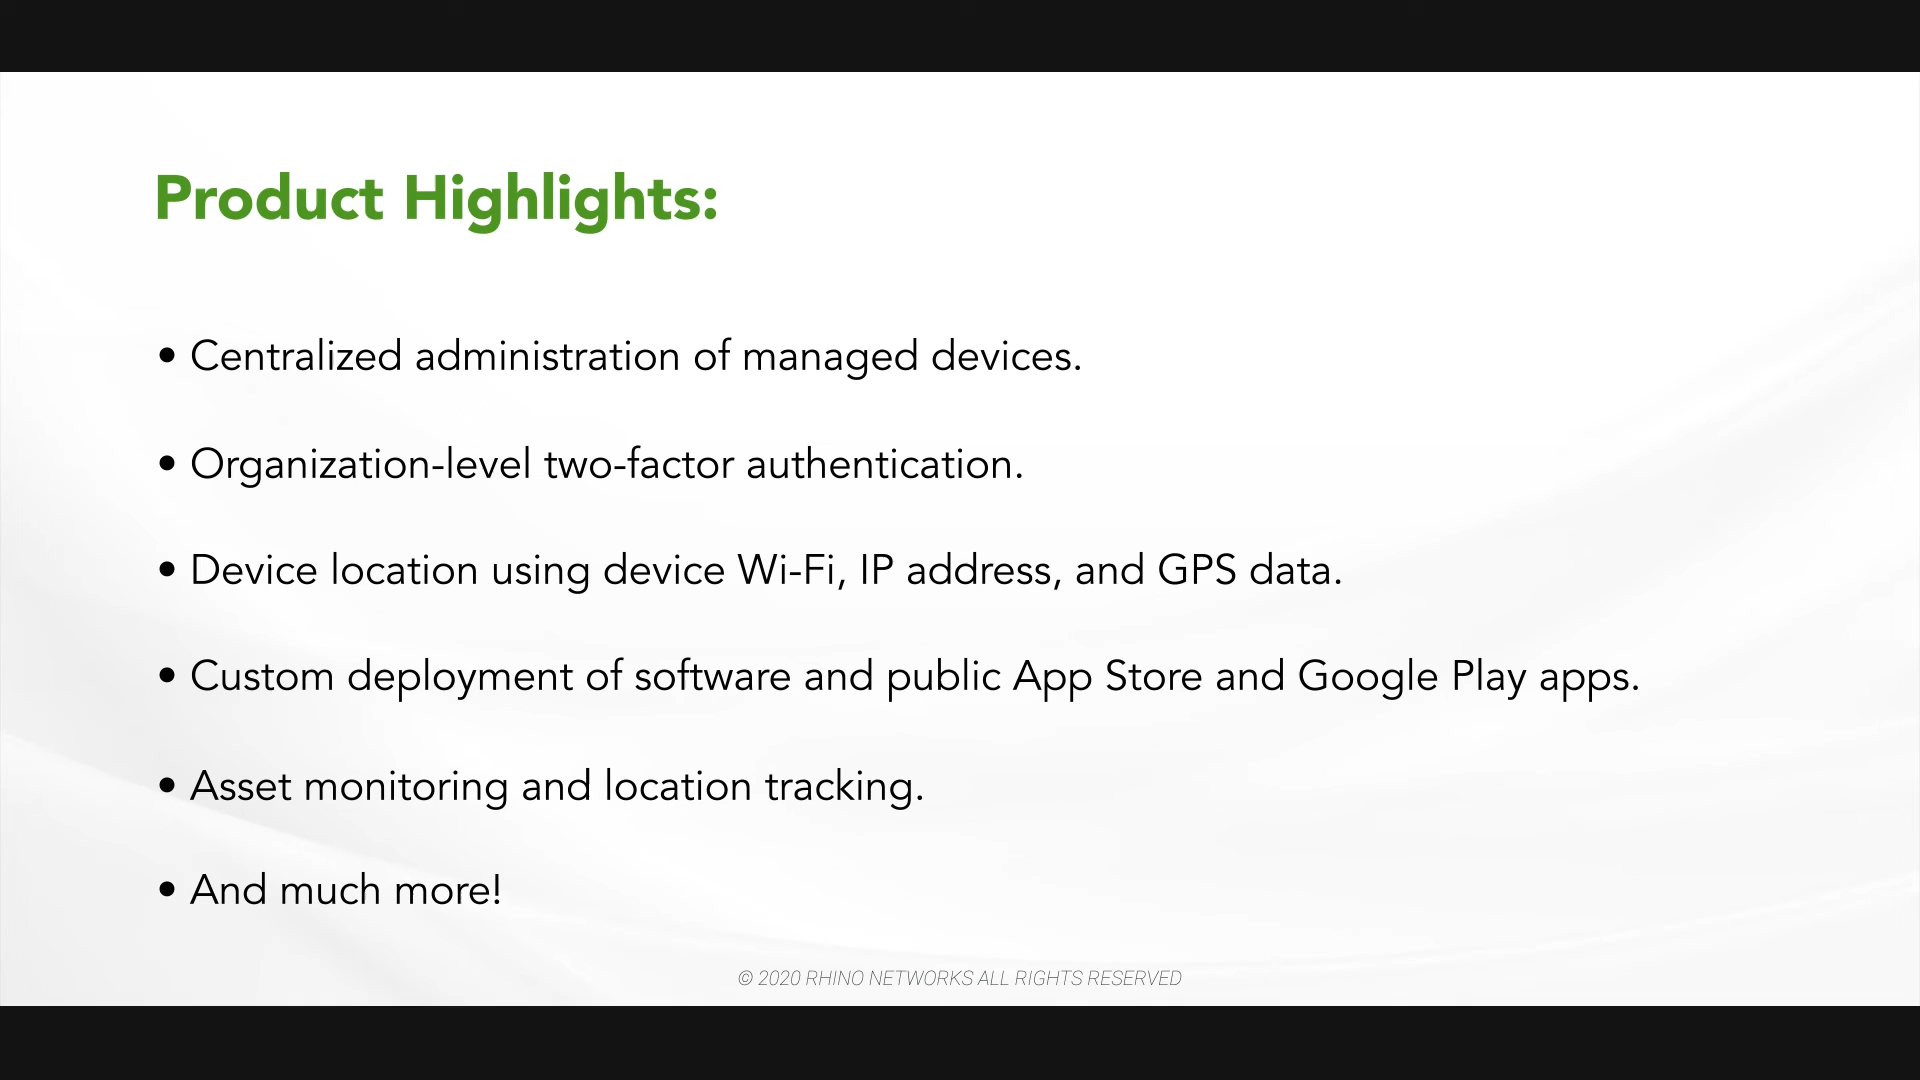 Product Highlights:
• Centralized administration of managed devices.
• Organization-level two-factor authentication.
• Device location using device Wi-Fi, IP address, and GPS data.
• Custom deployment of software and public App Store and Google Play apps.
• Asset monitoring and location tracking.
• And much more!
© 2020 RHINO NETWORKS ALL RIGHTS RESERVED